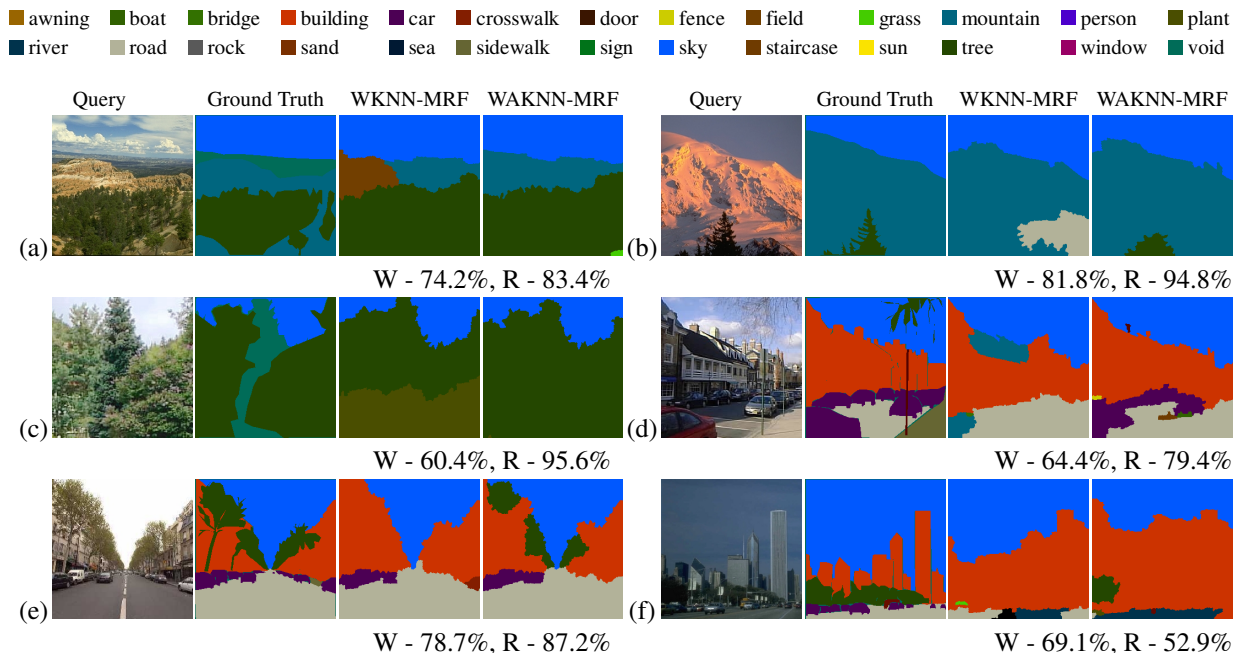 awning boat bridge building car crosswalk door fence field grass mountain person plant
river road rock sand sea sidewalk sign sky staircase sun tree window void
Query Ground Truth WKNN-MRF WAKNN-MRF Query Ground Truth WKNN-MRF WAKNN-MRF
(a) (b)
W - 74.2%, R - 83.4% W - 81.8%, R - 94.8%
(c) (d)
W - 60.4%, R - 95.6% W - 64.4%, R - 79.4%
(e) (f)
W - 78.7%, R - 87.2% W - 69.1%, R - 52.9%